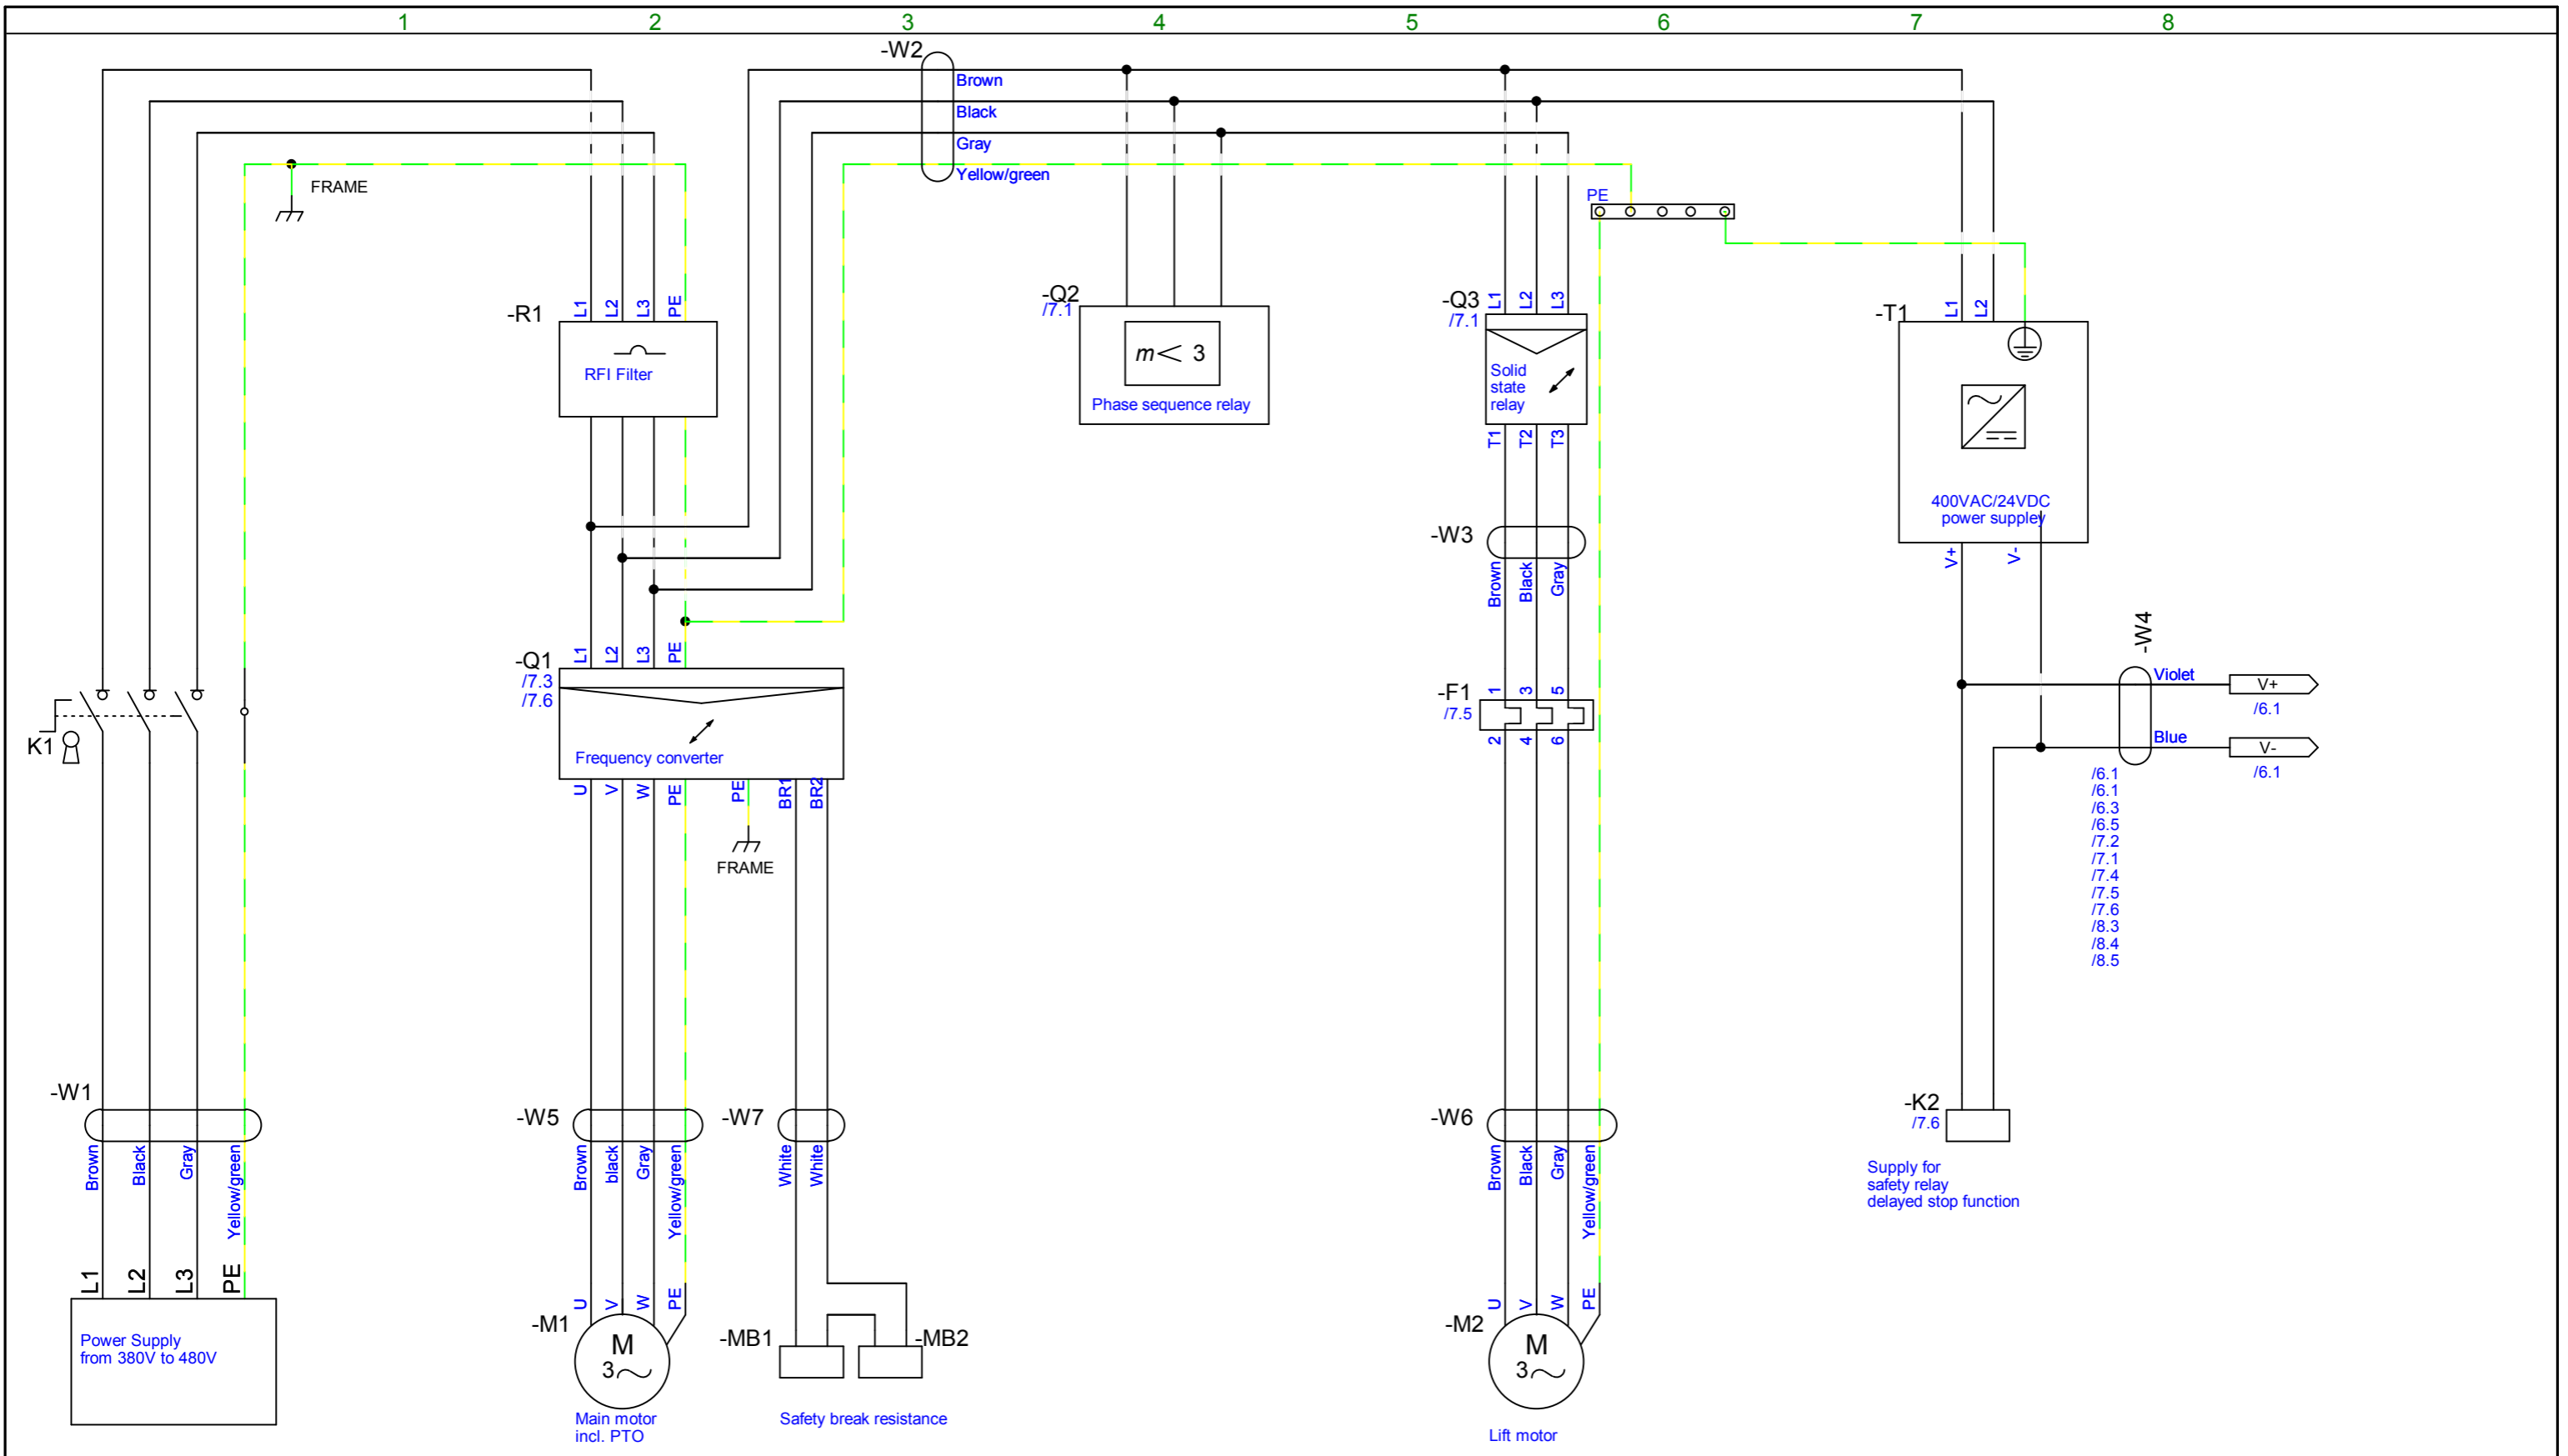 1 2 3 4 5 6 7 8
-W2
Brown
Black
Gray
Yellow/green
FRAME
PE
-R1
L1 L2 L3 PE
RFI Filter
-Q2
/7.1
m< 3
Phase sequence relay
-Q3
/7.1
L1 L2 L3
Solid
state
relay
T1 T2 T3
-T1
L1 L2
400VAC/24VDC
power suppley
V+ V-
-W3
Brown Black Gray
-Q1
/7.3
/7.6
L1 L2 L3 PE
Frequency converter
U V W PE PE BR1 BR2
FRAME
-F1
/7.5
1 3 5
2 4 6
-W4
Violet
V+
/6.1
Blue
V-
/6.1
/6.1
/6.1
/6.3
/6.5
/7.2
/7.1
/7.4
/7.5
/7.6
/8.3
/8.4
/8.5
K1
-W1
Brown Black Gray Yellow/green
L1 L2 L3 PE
Power Supply
from 380V to 480V
-W5
Brown black Gray Yellow/green
U V W PE
-M1
M
3
Main motor
incl. PTO
-W7
White White
-MB1
-MB2
Safety break resistance
-W6
Brown Black Gray Yellow/green
U V W PE
-M2
M
3
Lift motor
-K2
/7.6
Supply for
safety relay
delayed stop function